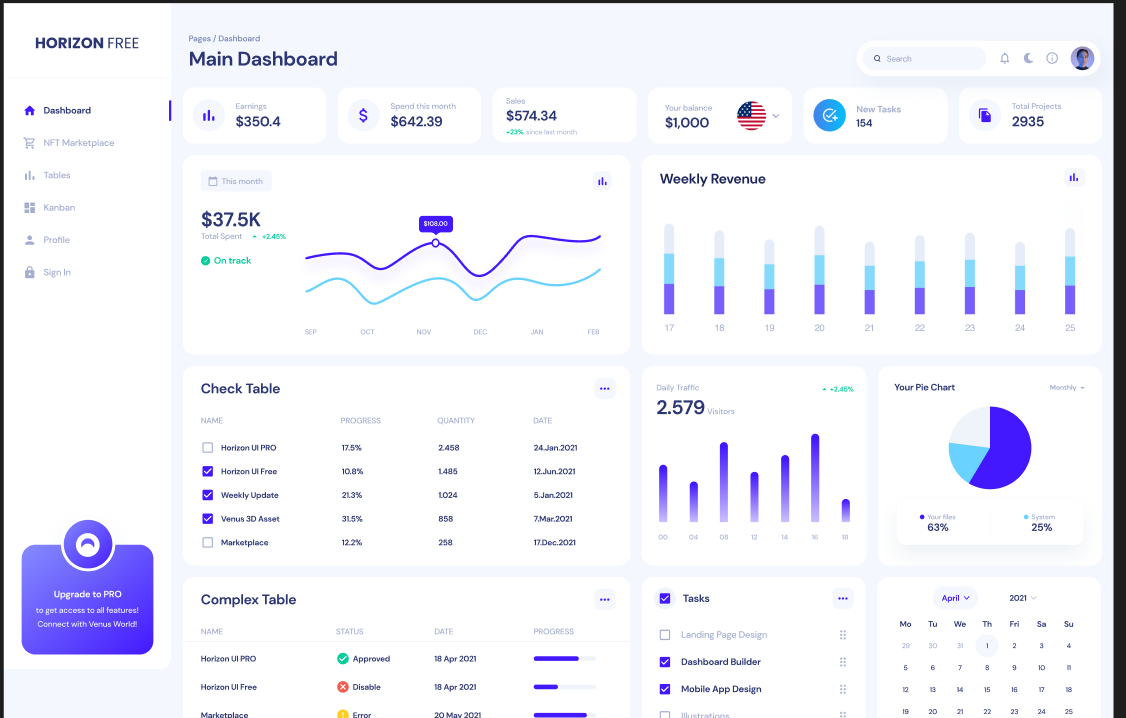 HORIZON FREE
Dashboard
NFT Marketplace
Tables
Kanban
Profile
Sign In
Upgrade to PRO
to get access to all features!
Connect with Venus World!
Pages / Dashboard
Main Dashboard
Search
Earnings
$350.4
Spend this month
$642.39
Sales
$574.34
+23% since last month
Your balance
$1,000
New Tasks
154
Total Projects
2935
This month
$37.5K
Total Spent +2.45%
On track
$108.00
SEP OCT NOV DEC JAN FEB
Weekly Revenue
17 18 19 20 21 22 23 24 25
Check Table
NAME PROGRESS QUANTITY DATE
Horizon UI PRO 17.5% 2.458 24.Jan.2021
Horizon UI Free 10.8% 1.485 12.Jun.2021
Weekly Update 21.3% 1.024 5.Jan.2021
Venus 3D Asset 31.5% 858 7.Mar.2021
Marketplace 12.2% 258 17.Dec.2021
Daily Traffic
+2.45%
2.579 Visitors
00 04 08 12 14 16 18
Your Pie Chart
Monthly
Your files
63%
System
25%
Complex Table
NAME STATUS DATE PROGRESS
Horizon UI PRO Approved 18 Apr 2021
Horizon UI Free Disable 18 Apr 2021
Marketplace Error 20 May 2021
Tasks
Landing Page Design
Dashboard Builder
Mobile App Design
Illustrations
April 2021
Mo Tu We Th Fri Sa Su
29 30 31 1 2 3 4
5 6 7 8 9 10 11
12 13 14 15 16 17 18
19 20 21 22 23 24 25